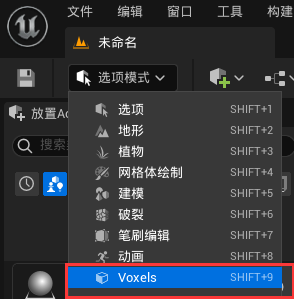 文件 编辑 窗口 工具 构建
未命名
选项模式
选项 SHIFT+1
地形 SHIFT+2
植物 SHIFT+3
网格体绘制 SHIFT+4
建模 SHIFT+5
破裂 SHIFT+6
笔刷编辑 SHIFT+7
动画 SHIFT+8
Voxels SHIFT+9
放置Ac
搜索